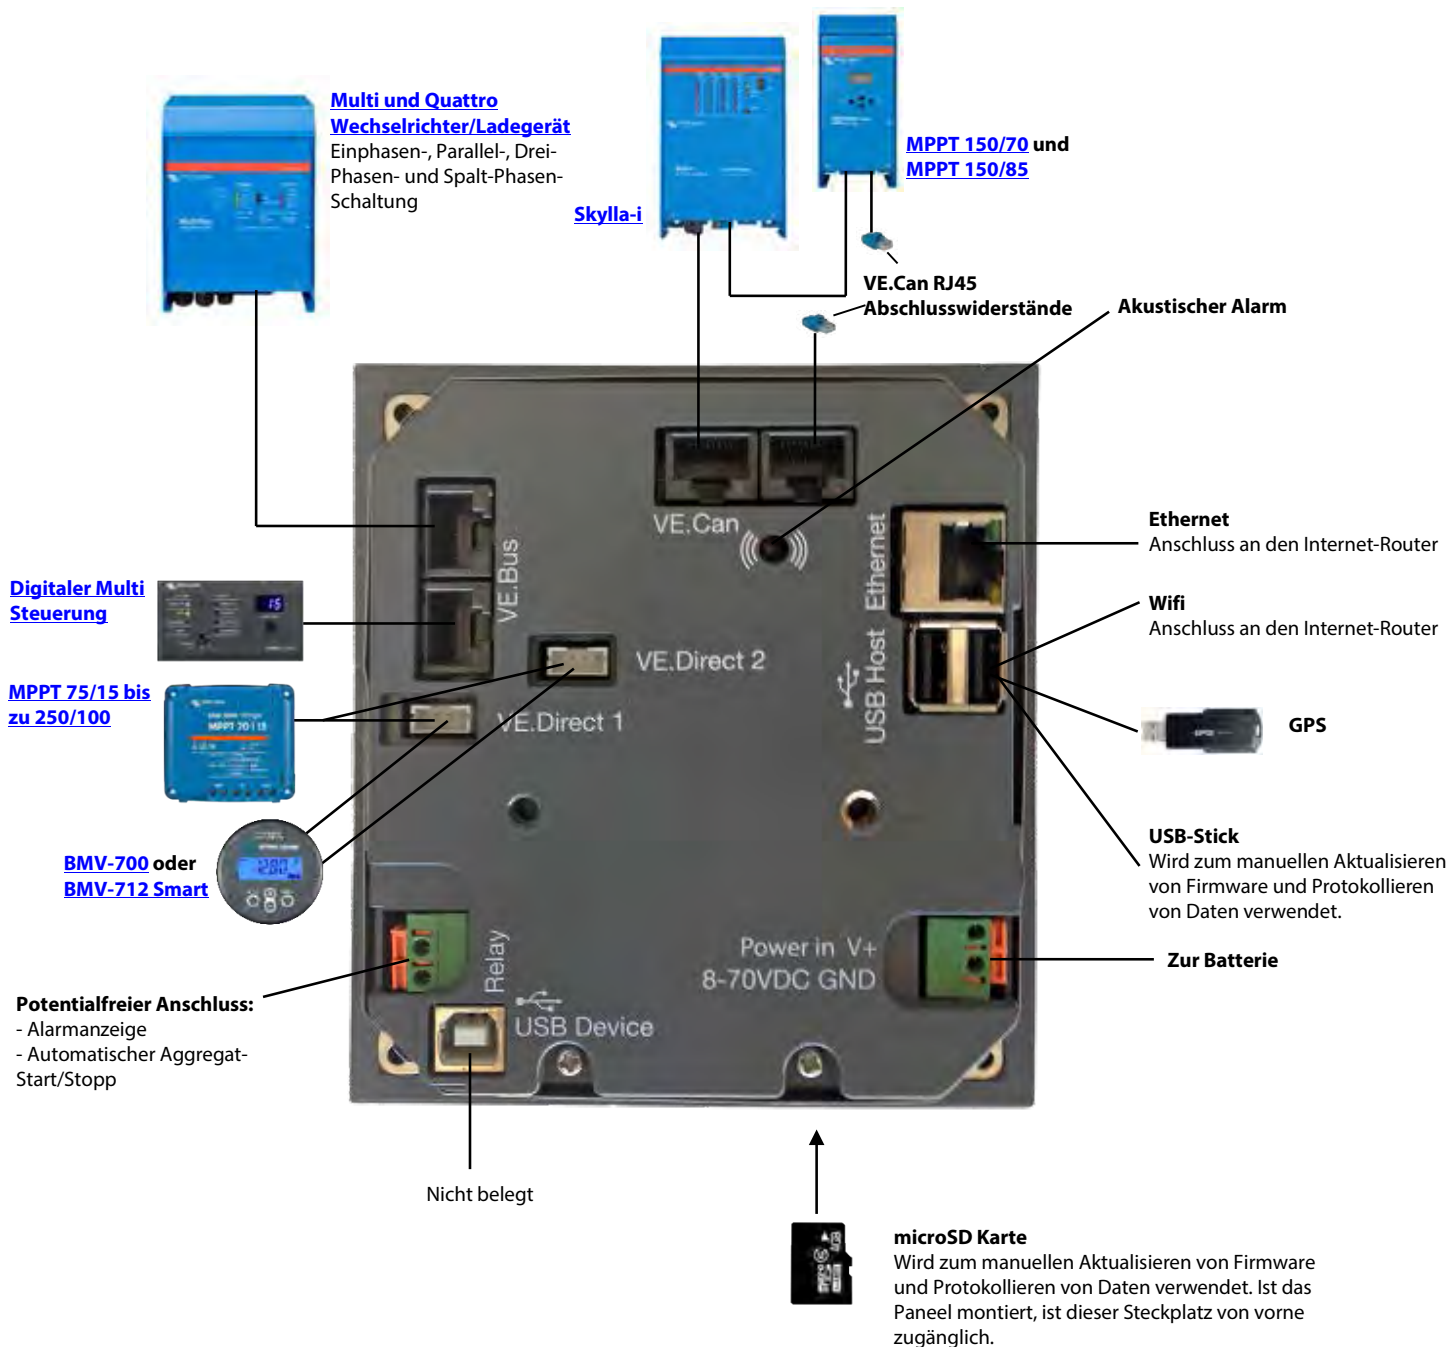 Multi und Quattro
Wechselrichter/Ladegerät
Einphasen-, Parallel-, Drei-
Phasen- und Spalt-Phasen-
Schaltung
Skylla-i
MPPT 150/70 und
MPPT 150/85
VE.Can RJ45
Abschlusswiderstände
Akustischer Alarm
VE.Can
Ethernet
Ethernet
Anschluss an den Internet-Router
VE.Bus
Digitaler Multi
Steuerung
Wifi
Anschluss an den Internet-Router
USB Host
VE.Direct 2
MPPT 75/15 bis
zu 250/100
VE.Direct 1
GPS
BMV-700 oder
BMV-712 Smart
USB-Stick
Wird zum manuellen Aktualisieren
von Firmware und Protokollieren
von Daten verwendet.
Relay
Power in V+
8-70VDC GND
Zur Batterie
Potentialfreier Anschluss:
- Alarmanzeige
- Automatischer Aggregat-
Start/Stopp
USB Device
Nicht belegt
microSD Karte
Wird zum manuellen Aktualisieren von Firmware
und Protokollieren von Daten verwendet. Ist das
Paneel montiert, ist dieser Steckplatz von vorne
zugänglich.